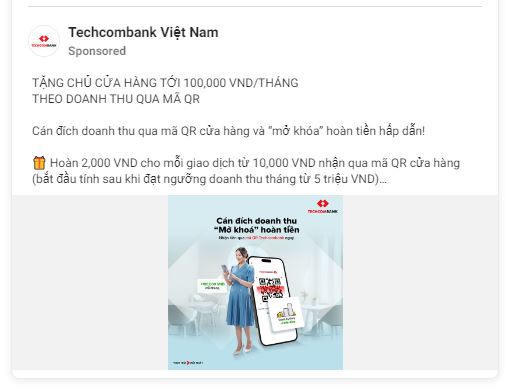 Techcombank Việt Nam
Sponsored
TECHCOMBANK
TẶNG CHỦ CỬA HÀNG TỚI 100,000 VND/THÁNG
THEO DOANH THU QUA MÃ QR
Cán đích doanh thu qua mã QR cửa hàng và “mở khóa” hoàn tiền hấp dẫn!
🎁 Hoàn 2,000 VND cho mỗi giao dịch từ 10,000 VND nhận qua mã QR cửa hàng
(bắt đầu tính sau khi đạt ngưỡng doanh thu tháng từ 5 triệu VND)...
TECHCOMBANK
Cán đích doanh thu
“Mở khoá” hoàn tiền
Nhận tiền qua mã QR Techcombank ngay